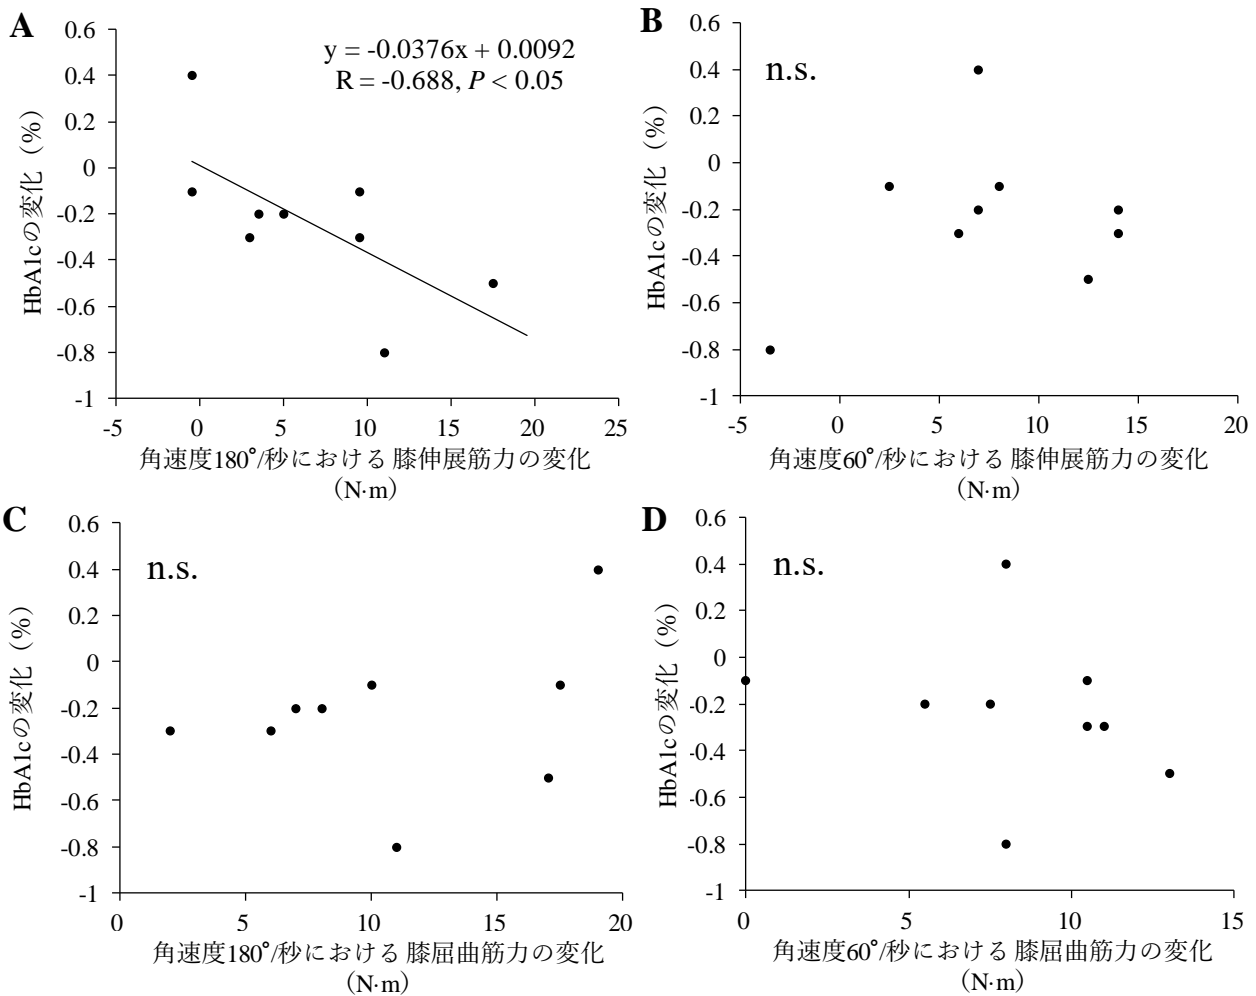 A
y = -0.0376x + 0.0092
R = -0.688, P < 0.05
0.6
0.4
0.2
0
-0.2
-0.4
-0.6
-0.8
-1
HbA1cの変化（%）
-5 0 5 10 15 20 25
角速度180°/秒における膝伸展筋力の変化
（N·m）
B
n.s.
0.6
0.4
0.2
0
-0.2
-0.4
-0.6
-0.8
-1
HbA1cの変化（%）
-5 0 5 10 15 20
角速度60°/秒における膝伸展筋力の変化
（N·m）
C
n.s.
0.6
0.4
0.2
0
-0.2
-0.4
-0.6
-0.8
-1
HbA1cの変化（%）
0 5 10 15 20
角速度180°/秒における膝屈曲筋力の変化
（N·m）
D
n.s.
0.6
0.4
0.2
0
-0.2
-0.4
-0.6
-0.8
-1
HbA1cの変化（%）
0 5 10 15
角速度60°/秒における膝屈曲筋力の変化
（N·m）